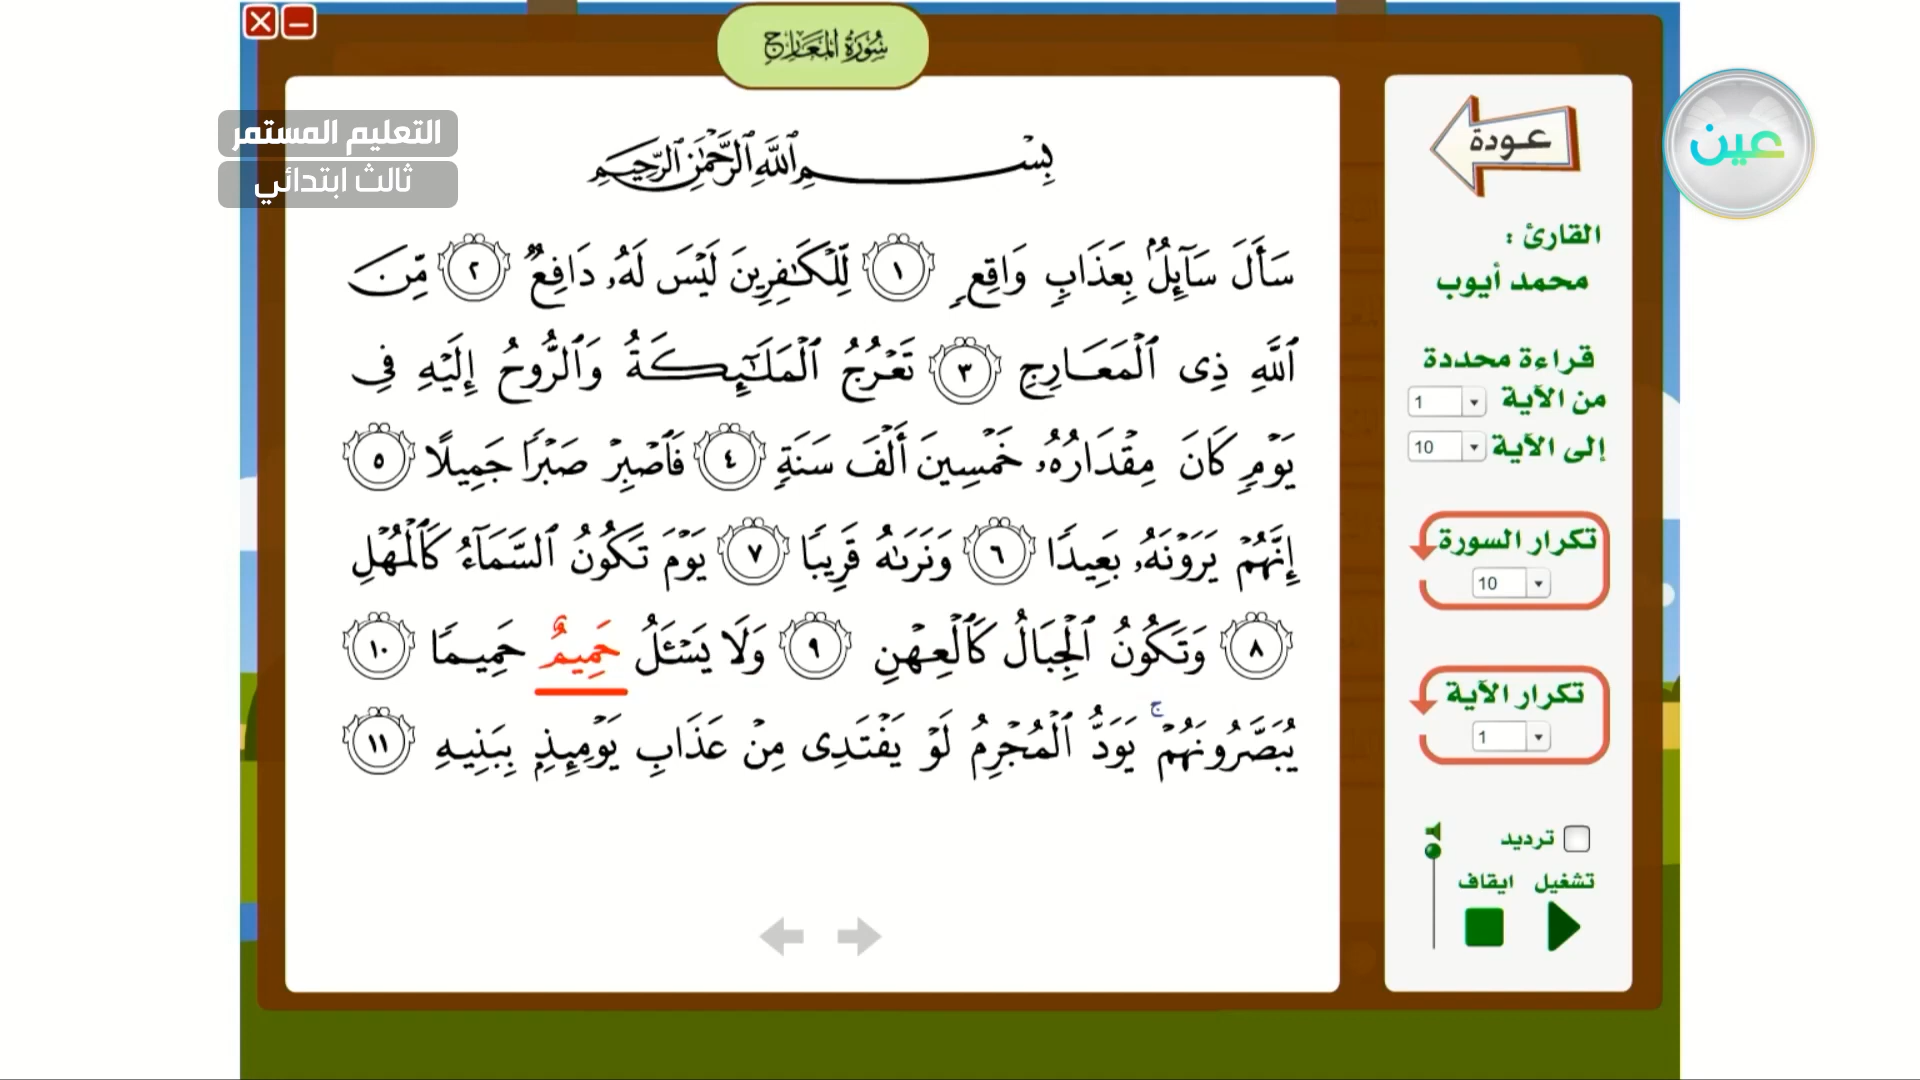 سُورَةُ المَعَارِجِ
التعليم المستمر
ثالث ابتدائي
عين
بِسْمِ ٱللَّهِ ٱلرَّحْمَٰنِ ٱلرَّحِيمِ
سَأَلَ سَآئِلُۢ بِعَذَابٖ وَاقِعٖ ١ لِّلْكَٰفِرِينَ لَيْسَ لَهُۥ دَافِعٞ ٢ مِّنَ
ٱللَّهِ ذِى ٱلْمَعَارِجِ ٣ تَعْرُجُ ٱلْمَلَٰٓئِكَةُ وَٱلرُّوحُ إِلَيْهِ فِى
يَوْمٖ كَانَ مِقْدَارُهُۥ خَمْسِينَ أَلْفَ سَنَةٖ ٤ فَٱصْبِرْ صَبْرٗا جَمِيلًا ٥
إِنَّهُمْ يَرَوْنَهُۥ بَعِيدٗا ٦ وَنَرَىٰهُ قَرِيبٗا ٧ يَوْمَ تَكُونُ ٱلسَّمَآءُ كَٱلْمُهْلِ
٨ وَتَكُونُ ٱلْجِبَالُ كَٱلْعِهْنِ ٩ وَلَا يَسْـَٔلُ حَمِيمٌ حَمِيمٗا ١٠
يُبَصَّرُونَهُمْۚ يَوَدُّ ٱلْمُجْرِمُ لَوْ يَفْتَدِى مِنْ عَذَابِ يَوْمِئِذِۭ بِبَنِيهِ ١١
عودة
القارئ :
محمد أيوب
قراءة محددة
من الآية 1
إلى الآية 10
تكرار السورة
10
تكرار الآية
1
ترديد
تشغيل ايقاف